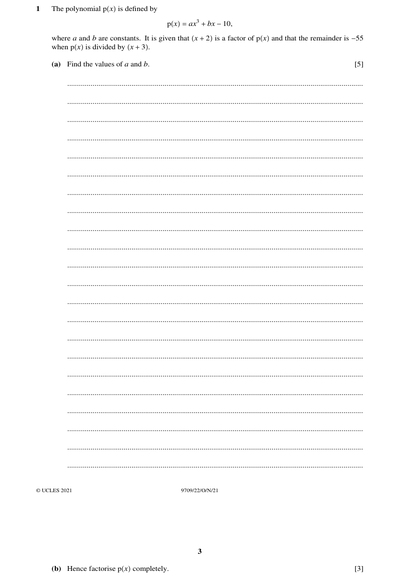 1 The polynomial p(x) is defined by
p(x) = ax³ + bx − 10,
where a and b are constants. It is given that (x + 2) is a factor of p(x) and that the remainder is −55
when p(x) is divided by (x + 3).
(a) Find the values of a and b. [5]
© UCLES 2021 9709/22/O/N/21
3
(b) Hence factorise p(x) completely. [3]